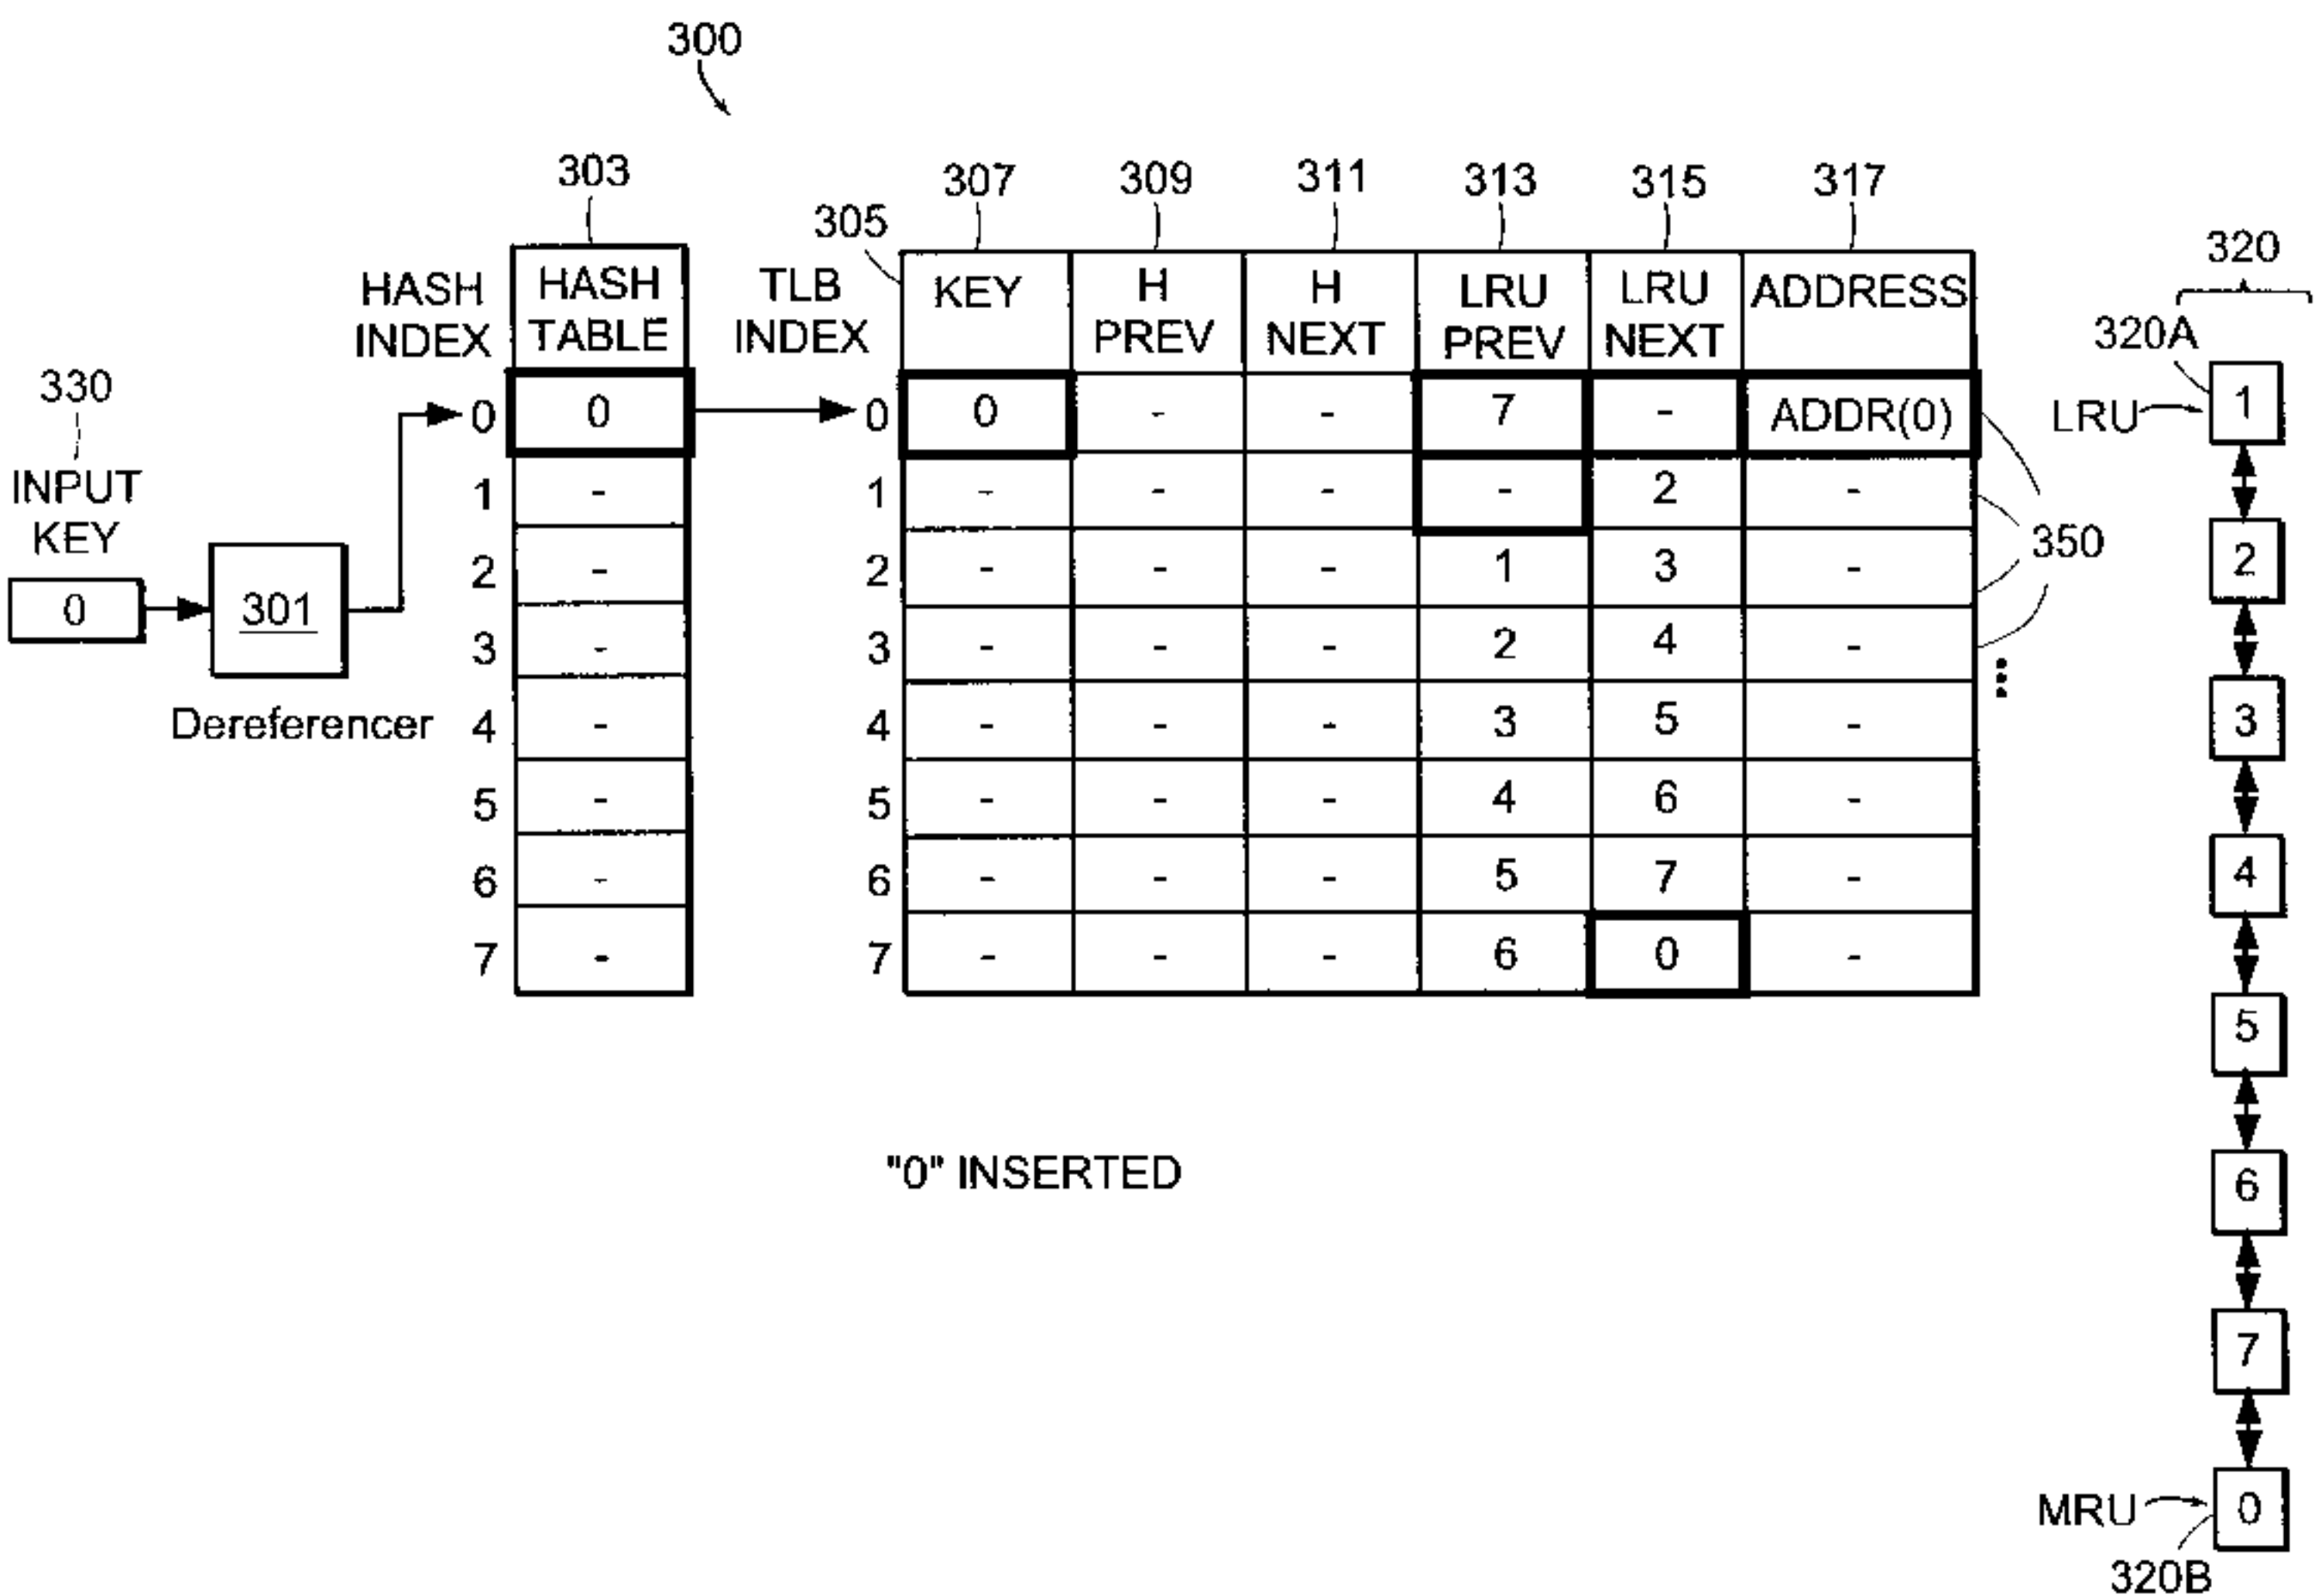 300
303
305 307 309 311 313 315 317
HASH INDEX HASH TABLE TLB INDEX KEY H PREV H NEXT LRU PREV LRU NEXT ADDRESS
320
320A
330
INPUT
KEY
0
301
Dereferencer
0 0 0 0 - - 7 - ADDR(0)
1 - 1 - - - - 2 -
2 - 2 - - - 1 3 -
3 - 3 - - - 2 4 -
4 - 4 - - - 3 5 -
5 - 5 - - - 4 6 -
6 - 6 - - - 5 7 -
7 - 7 - - - 6 0 -
350
...
LRU 1
2
3
4
5
6
7
MRU 0
320B
"0" INSERTED